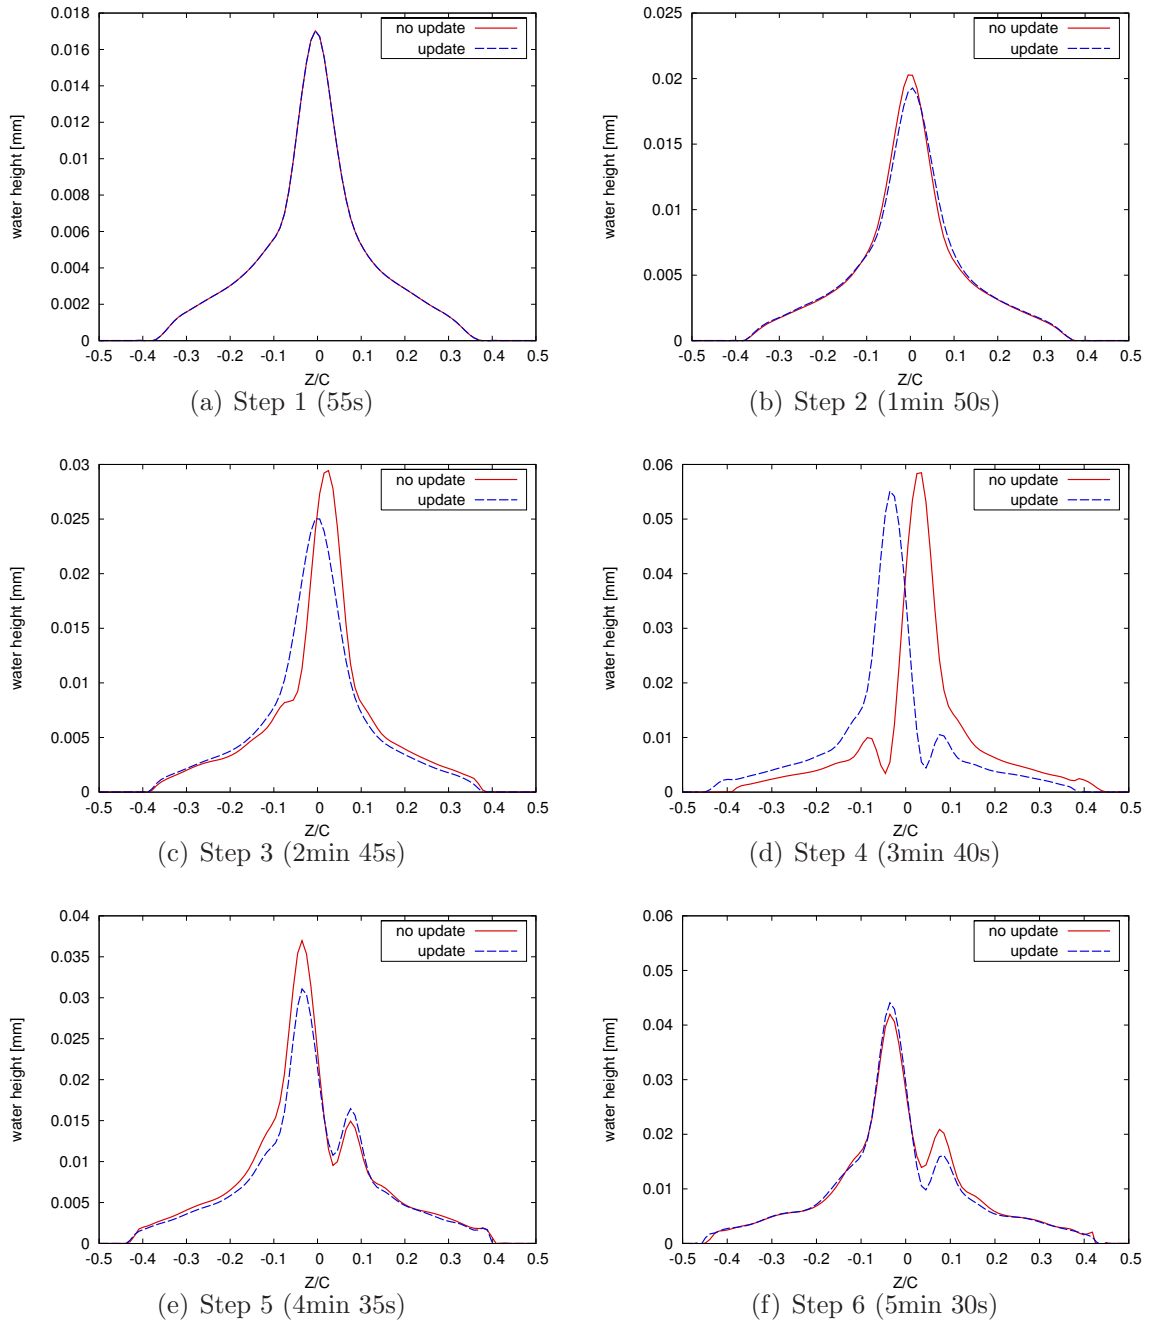 0.018
0.016
0.014
0.012
0.01
0.008
0.006
0.004
0.002
0
water height [mm]
no update
update
-0.5 -0.4 -0.3 -0.2 -0.1 0 0.1 0.2 0.3 0.4 0.5
Z/C
(a) Step 1 (55s)
0.025
0.02
0.015
0.01
0.005
0
water height [mm]
no update
update
-0.5 -0.4 -0.3 -0.2 -0.1 0 0.1 0.2 0.3 0.4 0.5
Z/C
(b) Step 2 (1min 50s)
0.03
0.025
0.02
0.015
0.01
0.005
0
water height [mm]
no update
update
-0.5 -0.4 -0.3 -0.2 -0.1 0 0.1 0.2 0.3 0.4 0.5
Z/C
(c) Step 3 (2min 45s)
0.06
0.05
0.04
0.03
0.02
0.01
0
water height [mm]
no update
update
-0.5 -0.4 -0.3 -0.2 -0.1 0 0.1 0.2 0.3 0.4 0.5
Z/C
(d) Step 4 (3min 40s)
0.04
0.035
0.03
0.025
0.02
0.015
0.01
0.005
0
water height [mm]
no update
update
-0.5 -0.4 -0.3 -0.2 -0.1 0 0.1 0.2 0.3 0.4 0.5
Z/C
(e) Step 5 (4min 35s)
0.06
0.05
0.04
0.03
0.02
0.01
0
water height [mm]
no update
update
-0.5 -0.4 -0.3 -0.2 -0.1 0 0.1 0.2 0.3 0.4 0.5
Z/C
(f) Step 6 (5min 30s)